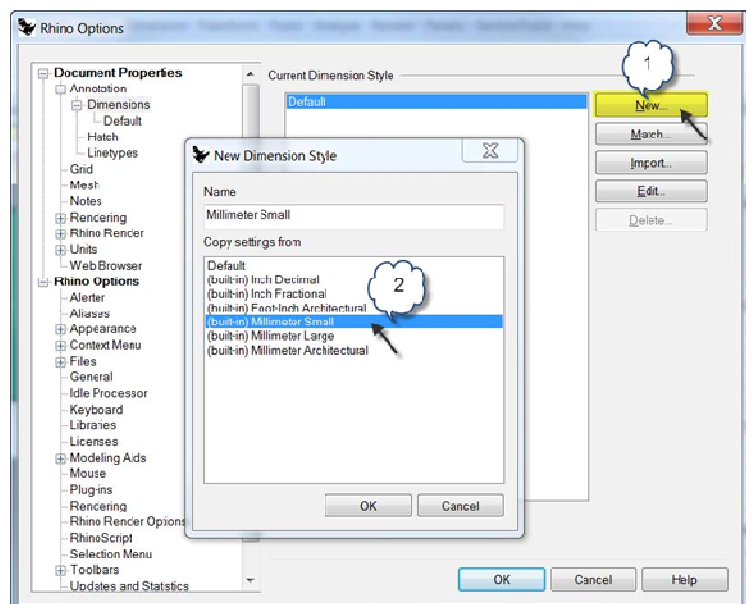 Rhino Options
Document Properties
Annotation
Dimensions
Default
Hatch
Linetypes
Grid
Mesh
Notes
Rendering
Rhino Render
Units
Web Browser
Rhino Options
Alerter
Aliases
Appearance
Context Menu
Files
General
Idle Processor
Keyboard
Libraries
Licenses
Modeling Aids
Mouse
Plug-ins
Rendering
Rhino Render Options
RhinoScript
Selection Menu
Toolbars
Updates and Statistics
Current Dimension Style
Default
1
New...
Match...
Import...
Edit...
Delete...
New Dimension Style
Name
Millimeter Small
Copy settings from
Default
(built-in) Inch Decimal
(built-in) Inch Fractional
(built-in) Foot-Inch Architectural
(built-in) Millimeter Small
(built-in) Millimeter Large
(built-in) Millimeter Architectural
2
OK
Cancel
OK
Cancel
Help